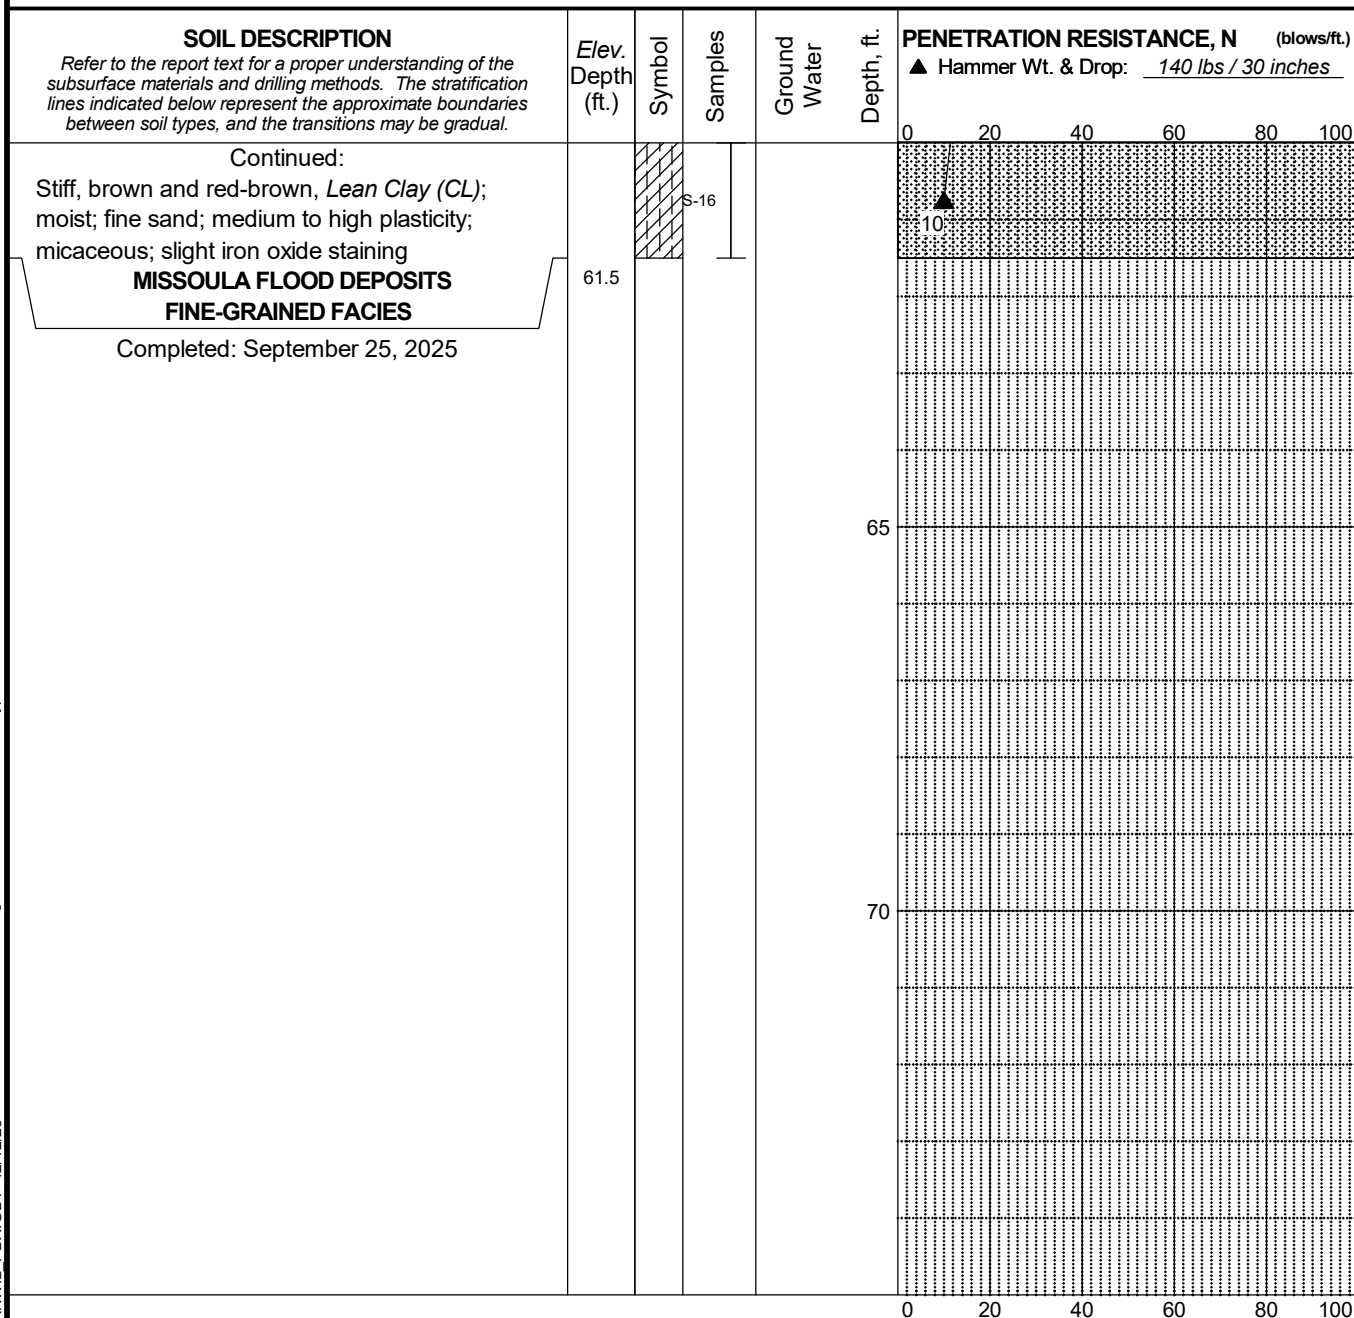 SOIL DESCRIPTION
Refer to the report text for a proper understanding of the
subsurface materials and drilling methods. The stratification
lines indicated below represent the approximate boundaries
between soil types, and the transitions may be gradual.
Elev.
Depth
(ft.)
Symbol
Samples
Ground
Water
Depth, ft.
PENETRATION RESISTANCE, N (blows/ft.)
▲ Hammer Wt. & Drop: 140 lbs / 30 inches
0 20 40 60 80 100
Continued:
Stiff, brown and red-brown, Lean Clay (CL);
moist; fine sand; medium to high plasticity;
micaceous; slight iron oxide staining
S-16
10
MISSOULA FLOOD DEPOSITS
FINE-GRAINED FACIES
61.5
Completed: September 25, 2025
65
70
0 20 40 60 80 100